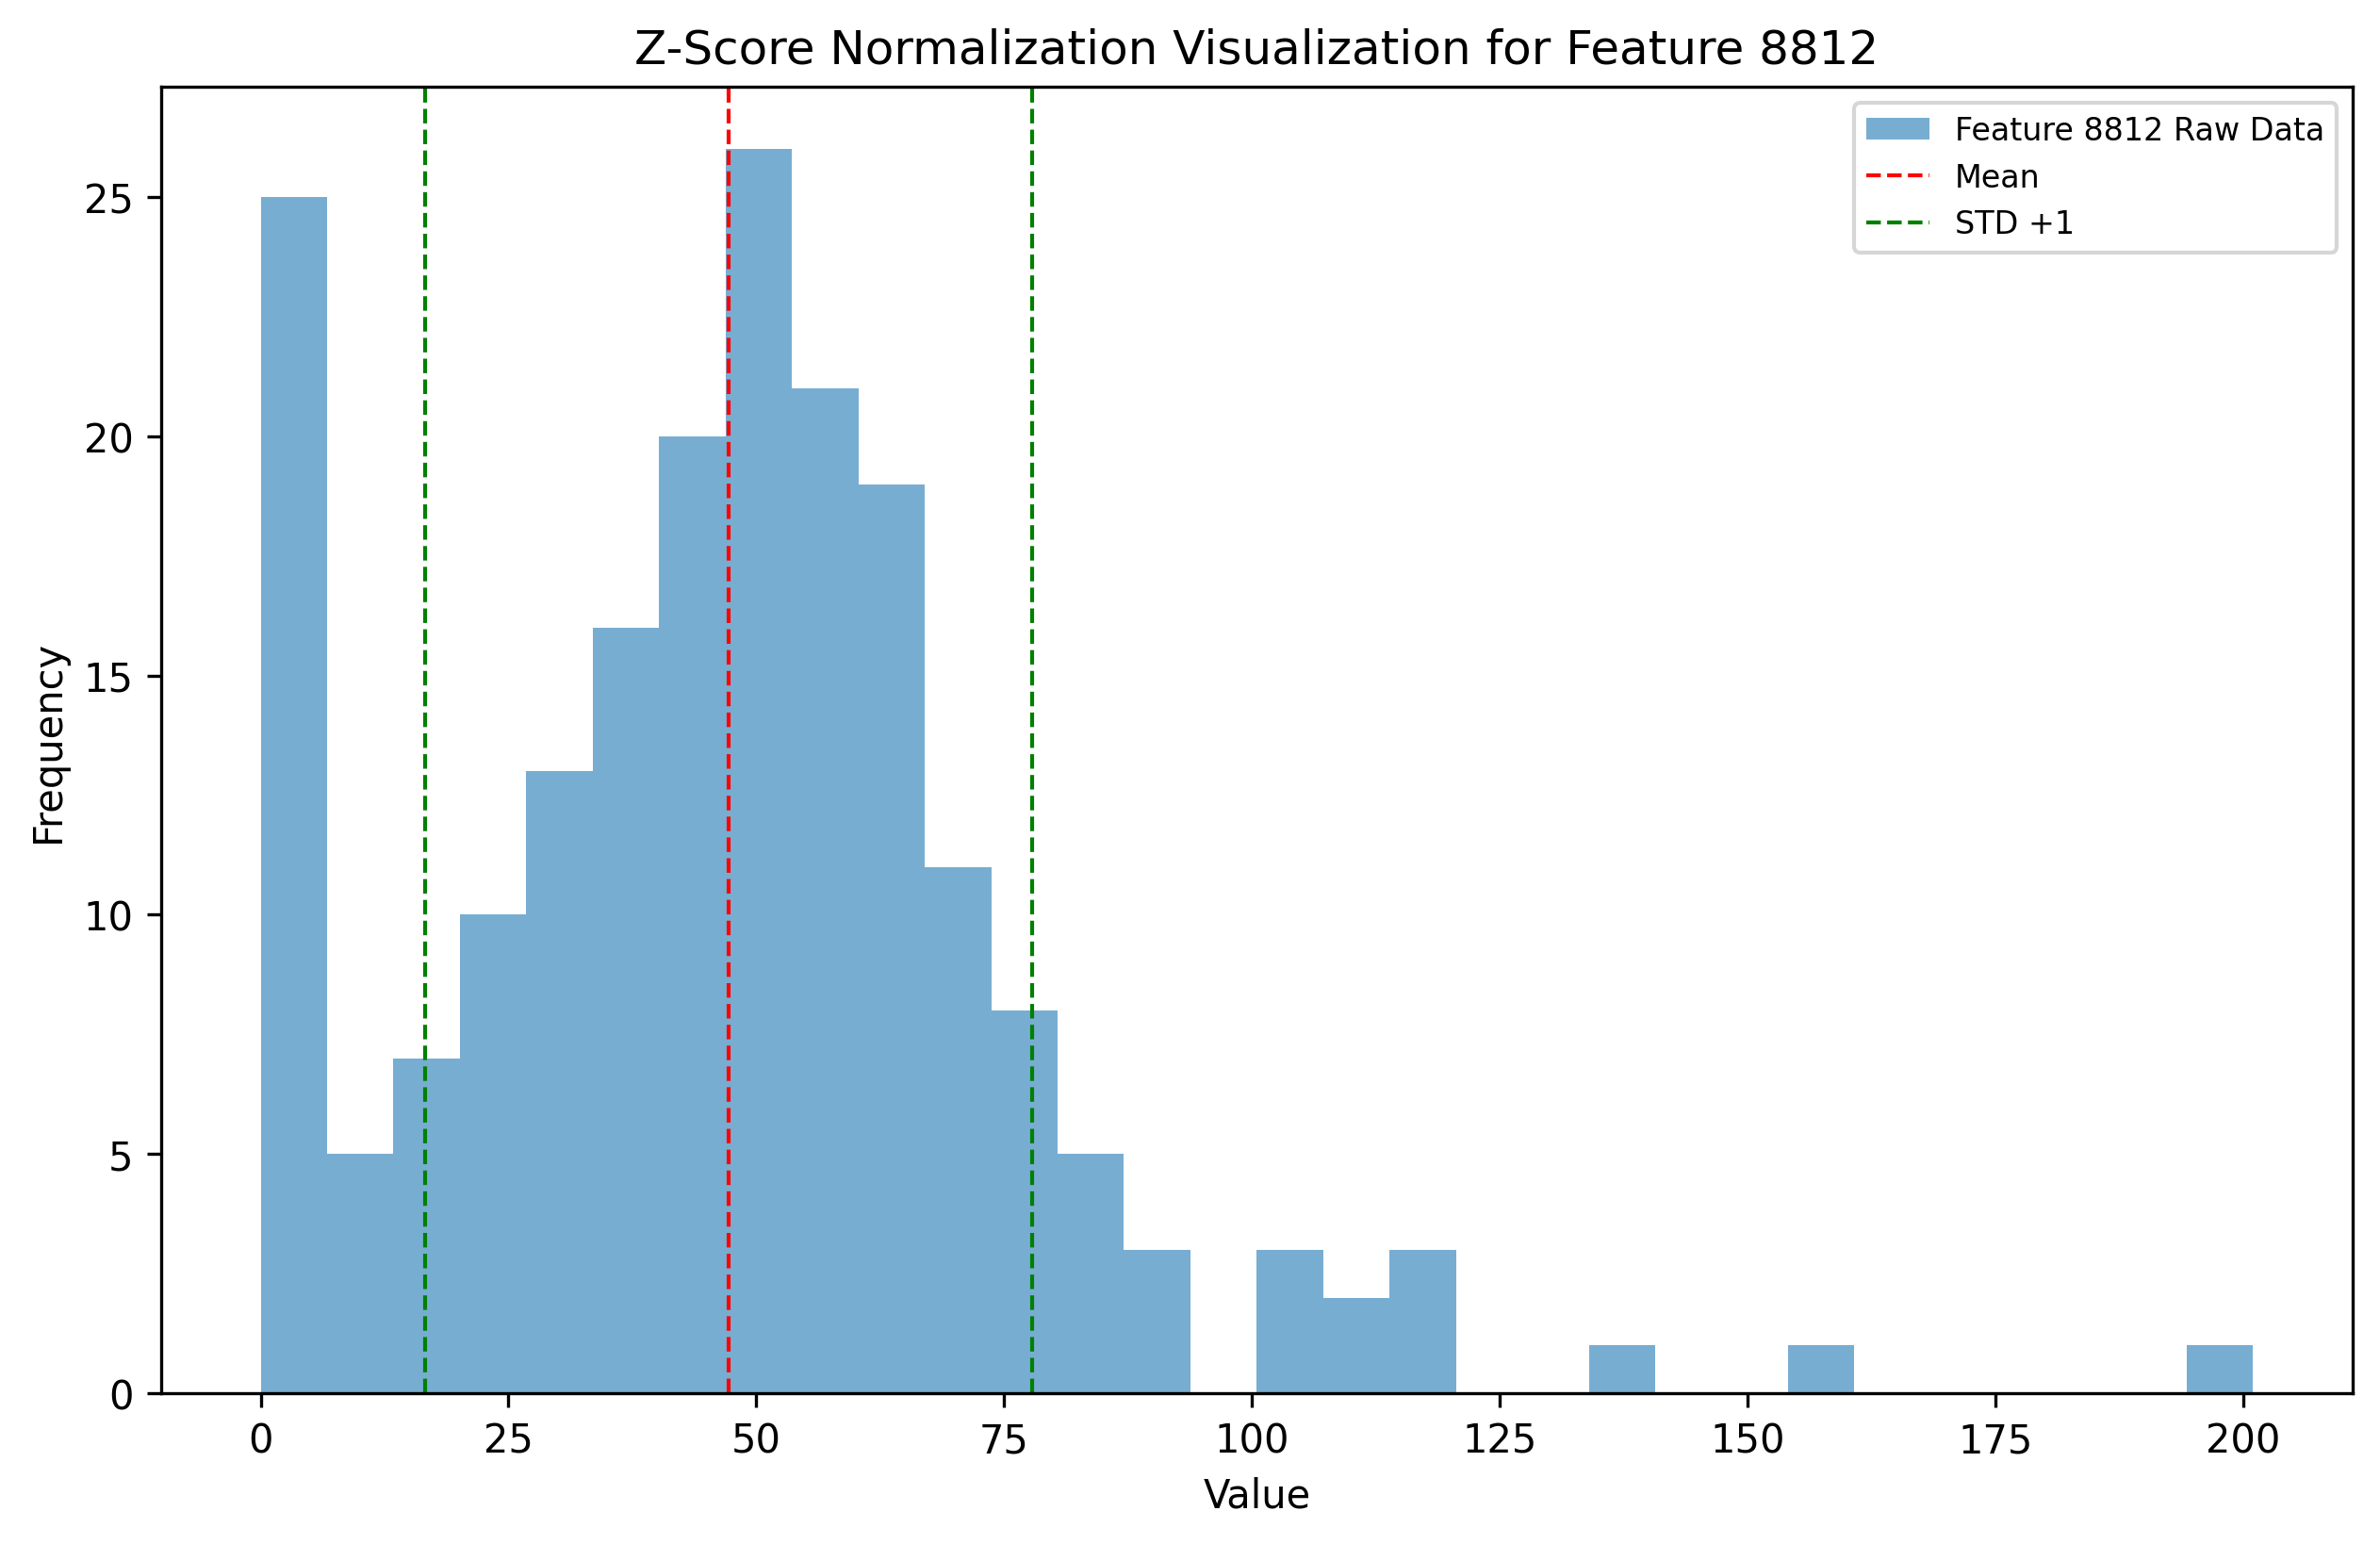 Z-Score Normalization Visualization for Feature 8812
Feature 8812 Raw Data
Mean
STD +1
Frequency
25
20
15
10
5
0
0 25 50 75 100 125 150 175 200
Value